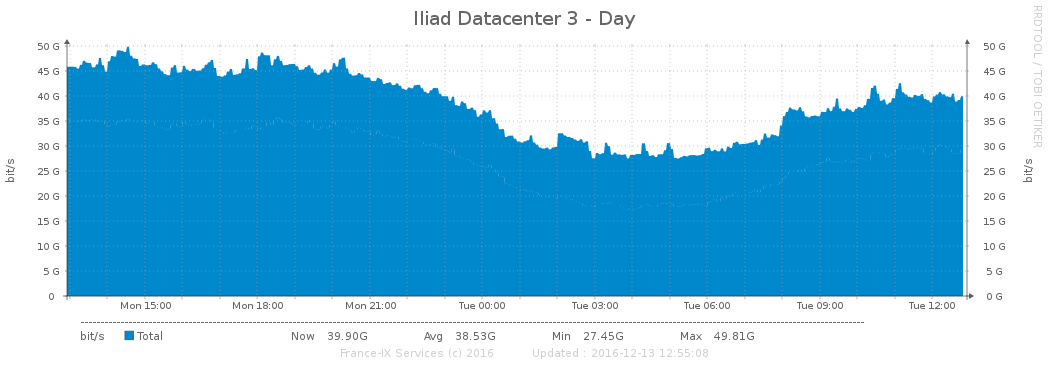 Iliad Datacenter 3 - Day
RRDTOOL / TOBI OETIKER
50 G 50 G
45 G 45 G
40 G 40 G
35 G 35 G
30 G 30 G
25 G 25 G
20 G 20 G
15 G 15 G
10 G 10 G
5 G 5 G
0 0 G
bit/s bit/s
Mon 15:00 Mon 18:00 Mon 21:00 Tue 00:00 Tue 03:00 Tue 06:00 Tue 09:00 Tue 12:00
bit/s Total Now 39.90G Avg 38.53G Min 27.45G Max 49.81G
France-IX Services (c) 2016 Updated : 2016-12-13 12:55:08